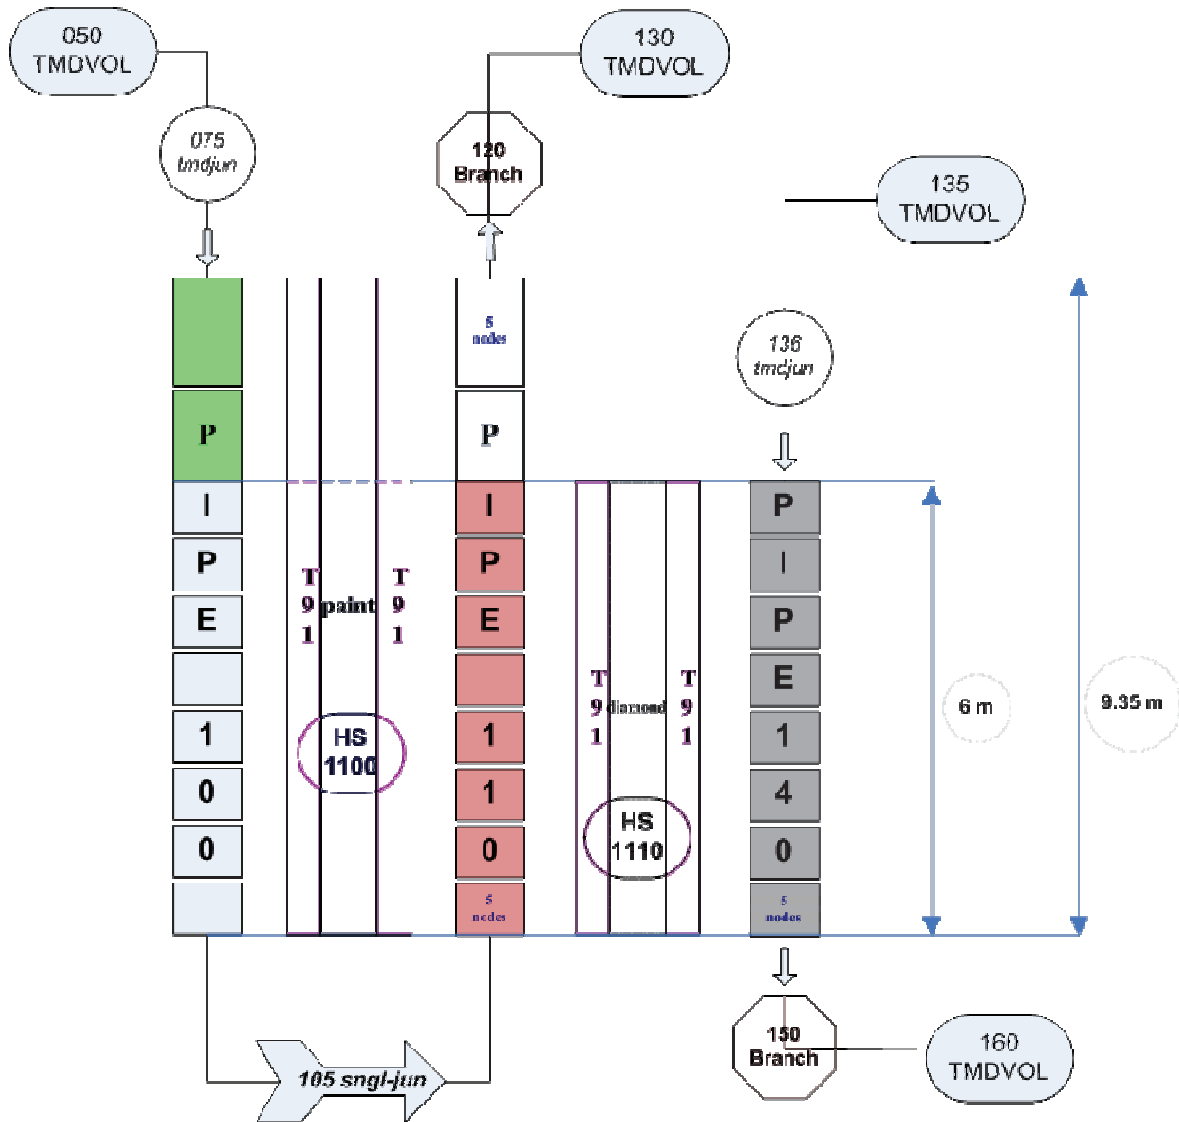 050
TMDVOL
130
TMDVOL
075
tmdjun
120
Branch
135
TMDVOL
5
nodes
136
tmdjun
P
I
P
E
1
0
0
T
9
1
paint
T
9
1
HS
1100
P
I
P
E
1
1
0
5
nodes
T
9
1
diamond
T
9
1
HS
1110
P
I
P
E
1
4
0
5
nodes
6 m
9.35 m
105 sngl-jun
150
Branch
160
TMDVOL